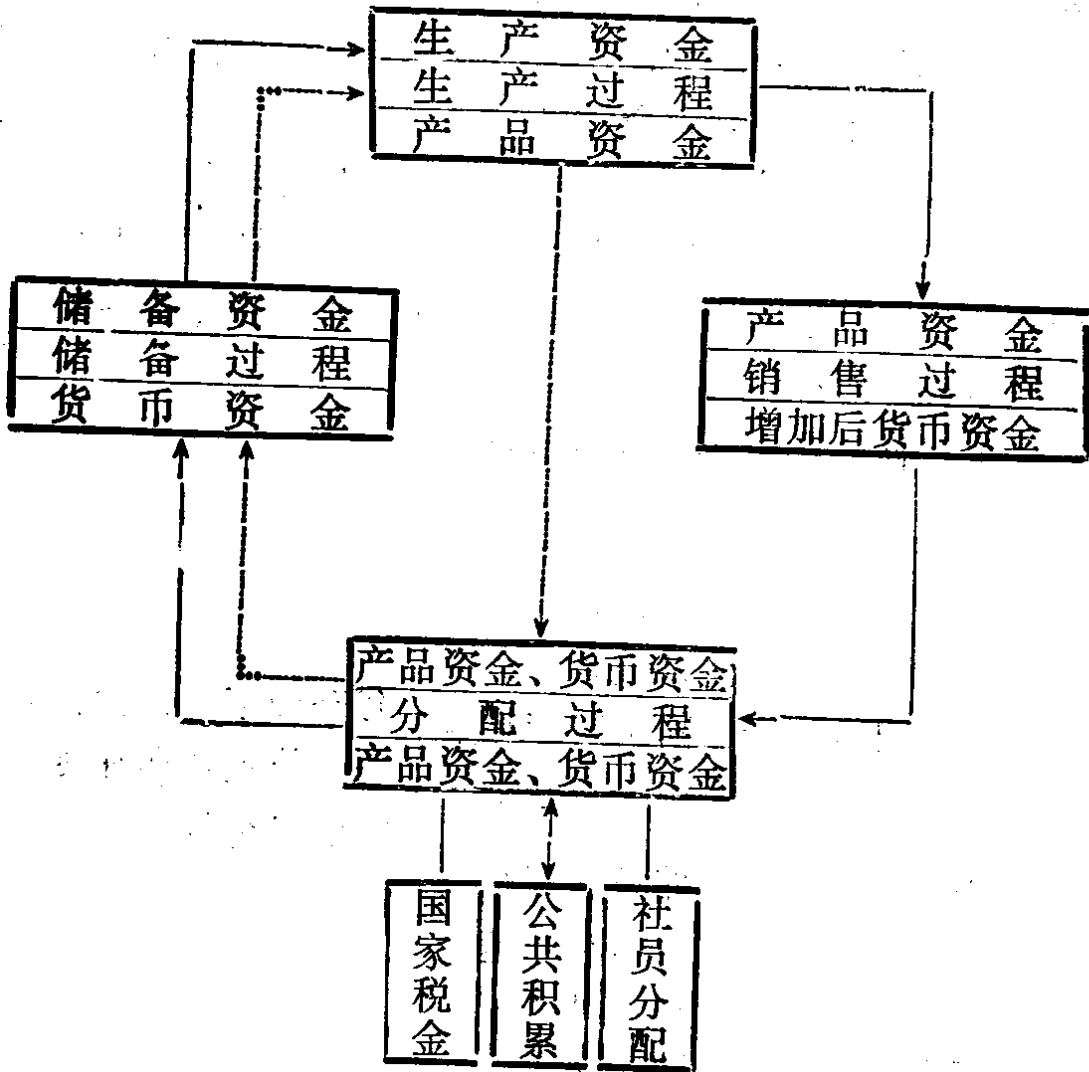 生产资金
生产过程
产品资金
储备资金
储备过程
货币资金
产品资金
销售过程
增加后货币资金
产品资金、货币资金
分配过程
产品资金、货币资金
国家税金
公共积累
社员分配